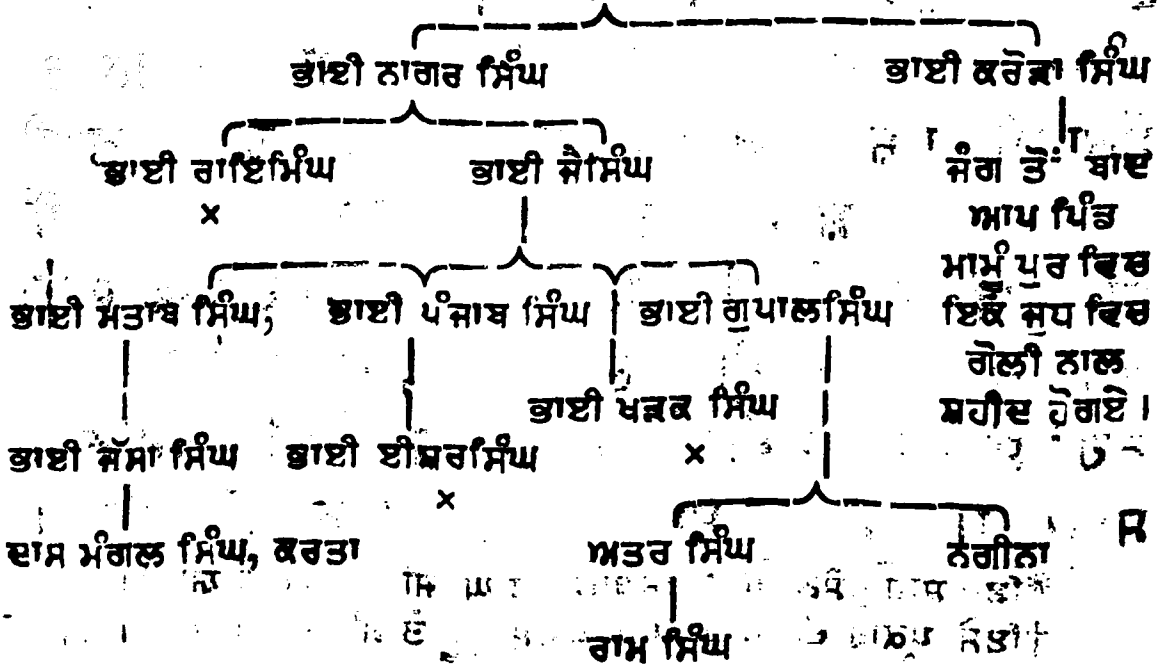 ਭਾਈ ਨਾਗਰ ਸਿੰਘ ਭਾਈ ਕਰੋੜਾ ਸਿੰਘ
ਭਾਈ ਰਾਇਸਿੰਘ ਭਾਈ ਜੈਸਿੰਘ
×
ਜੰਗ ਤੋਂ ਬਾਦ
ਆਪ ਪਿੰਡ
ਮਾਮੂੰ ਪੁਰ ਵਿਚ
ਇਕ ਜੁਧ ਵਿਚ
ਗੋਲੀ ਨਾਲ
ਸ਼ਹੀਦ ਹੋਗਏ।
ਭਾਈ ਮਤਾਬ ਸਿੰਘ, ਭਾਈ ਪੰਜਾਬ ਸਿੰਘ ਭਾਈ ਗੁਪਾਲਸਿੰਘ
ਭਾਈ ਖੜਕ ਸਿੰਘ
×
ਭਾਈ ਜੱਸਾ ਸਿੰਘ ਭਾਈ ਈਸ਼ਰਸਿੰਘ
×
ਦਾਸ ਮੰਗਲ ਸਿੰਘ, ਕਰਤਾ ਅਤਰ ਸਿੰਘ ਨਗੀਨਾ
ਰਾਮ ਸਿੰਘ